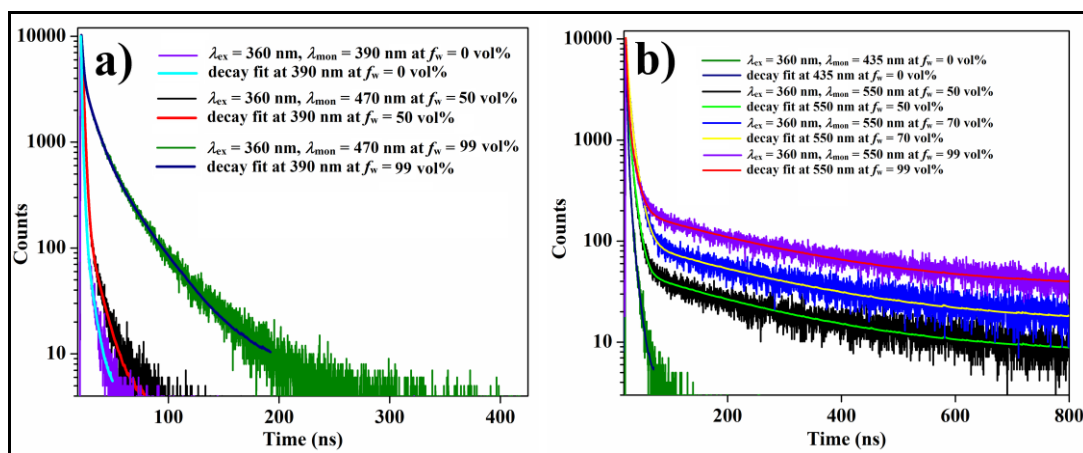 a)
10000
1000
100
10
Counts
λex = 360 nm, λmon = 390 nm at fw = 0 vol%
decay fit at 390 nm at fw = 0 vol%
λex = 360 nm, λmon = 470 nm at fw = 50 vol%
decay fit at 390 nm at fw = 50 vol%
λex = 360 nm, λmon = 470 nm at fw = 99 vol%
decay fit at 390 nm at fw = 99 vol%
100 200 300 400
Time (ns)
b)
10000
1000
100
10
Counts
λex = 360 nm, λmon = 435 nm at fw = 0 vol%
decay fit at 435 nm at fw = 0 vol%
λex = 360 nm, λmon = 550 nm at fw = 50 vol%
decay fit at 550 nm at fw = 50 vol%
λex = 360 nm, λmon = 550 nm at fw = 70 vol%
decay fit at 550 nm at fw = 70 vol%
λex = 360 nm, λmon = 550 nm at fw = 99 vol%
decay fit at 550 nm at fw = 99 vol%
200 400 600 800
Time (ns)